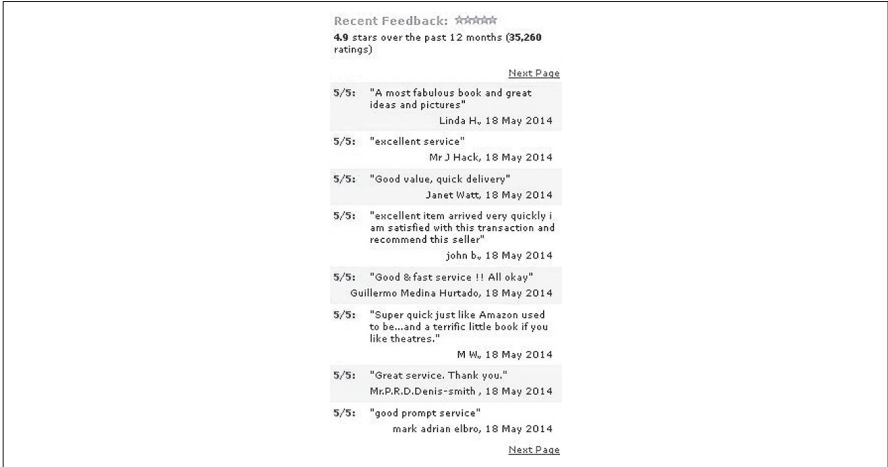 Recent Feedback:
4.9 stars over the past 12 months (35,260
ratings)
Next Page
5/5: "A most fabulous book and great
ideas and pictures"
Linda H., 18 May 2014
5/5: "excellent service"
Mr J Hack, 18 May 2014
5/5: "Good value, quick delivery"
Janet Watt, 18 May 2014
5/5: "excellent item arrived very quickly i
am satisfied with this transaction and
recommend this seller"
john b., 18 May 2014
5/5: "Good & fast service !! All okay"
Guillermo Medina Hurtado, 18 May 2014
5/5: "Super quick just like Amazon used
to be...and a terrific little book if you
like theatres."
M W., 18 May 2014
5/5: "Great service. Thank you."
Mr.P.R.D.Denis-smith , 18 May 2014
5/5: "good prompt service"
mark adrian elbro, 18 May 2014
Next Page